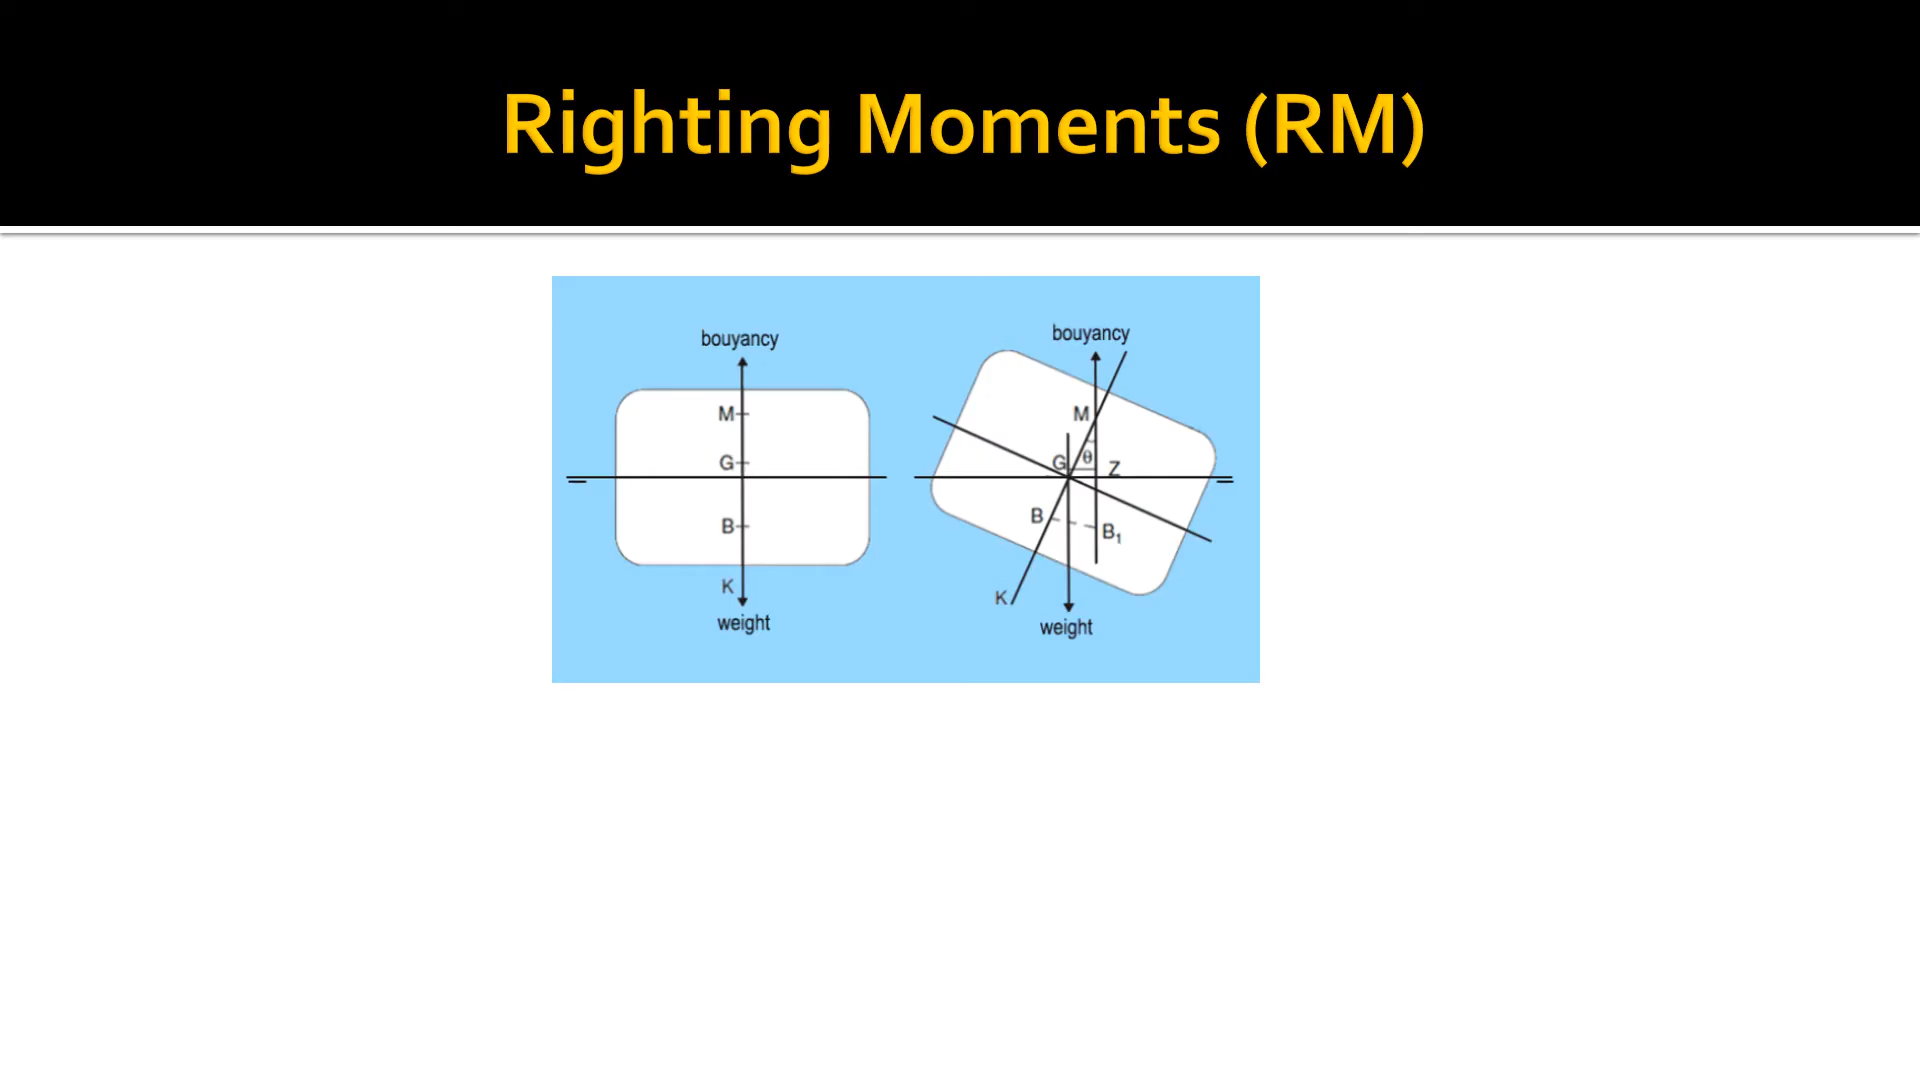 Righting Moments (RM)
bouyancy
M
G
B
K
weight
bouyancy
M
G θ Z
B
B₁
K
weight